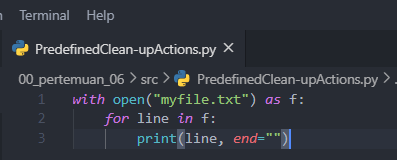 Terminal Help
PredefinedClean-upActions.py ×
00_pertemuan_06 > src > PredefinedClean-upActions.py > .
1 with open("myfile.txt") as f:
2     for line in f:
3         print(line, end="")